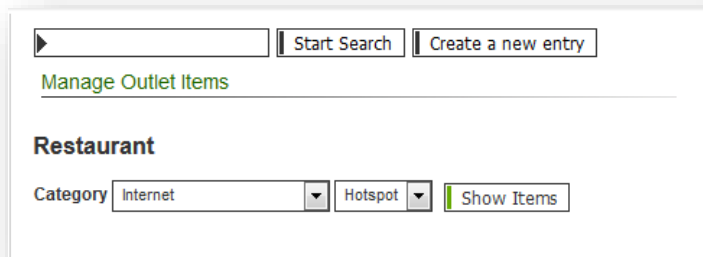 Start Search Create a new entry
Manage Outlet Items
Restaurant
Category Internet Hotspot Show Items